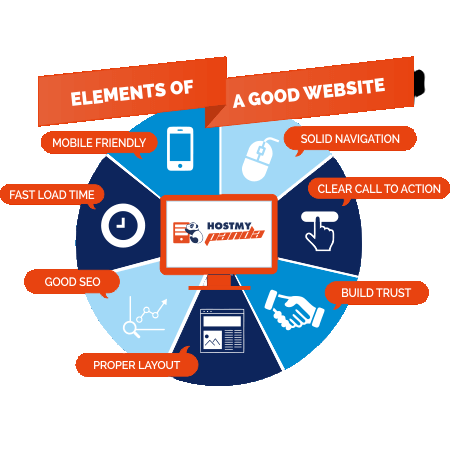 ELEMENTS OF
A GOOD WEBSITE
MOBILE FRIENDLY
SOLID NAVIGATION
FAST LOAD TIME
CLEAR CALL TO ACTION
HOSTMY
panda
GOOD SEO
BUILD TRUST
PROPER LAYOUT